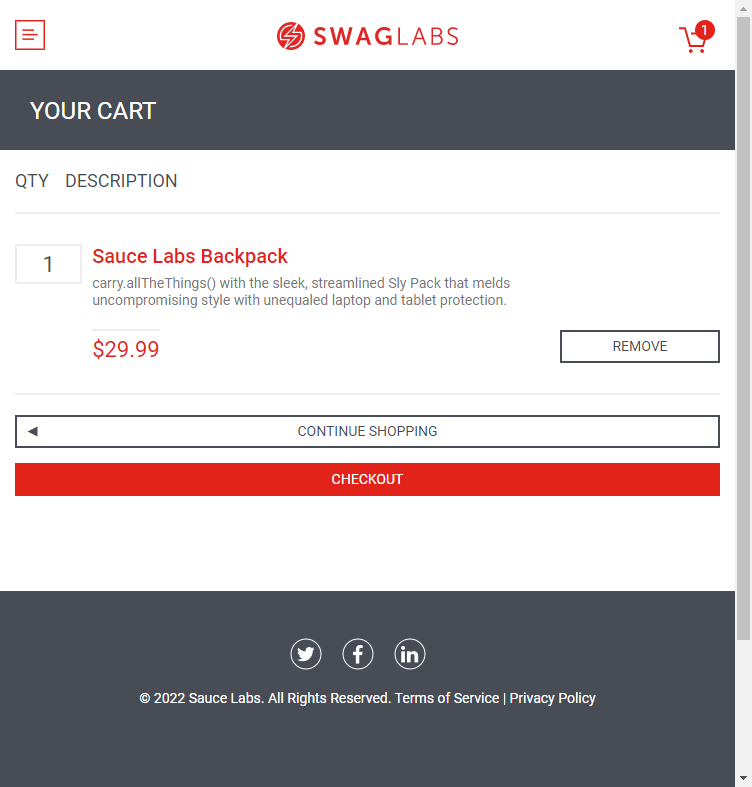 SWAGLABS
1
YOUR CART
QTY DESCRIPTION
1
Sauce Labs Backpack
carry.allTheThings() with the sleek, streamlined Sly Pack that melds
uncompromising style with unequaled laptop and tablet protection.
$29.99
REMOVE
CONTINUE SHOPPING
CHECKOUT
© 2022 Sauce Labs. All Rights Reserved. Terms of Service | Privacy Policy